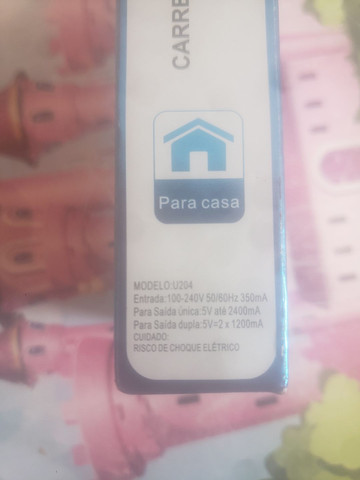 CARRE
Para casa
MODELO:U204
Entrada:100-240V 50/60Hz 350mA
Para Saída única:5V até 2400mA
Para Saída dupla:5V=2 x 1200mA
CUIDADO:
RISCO DE CHOQUE ELÉTRICO